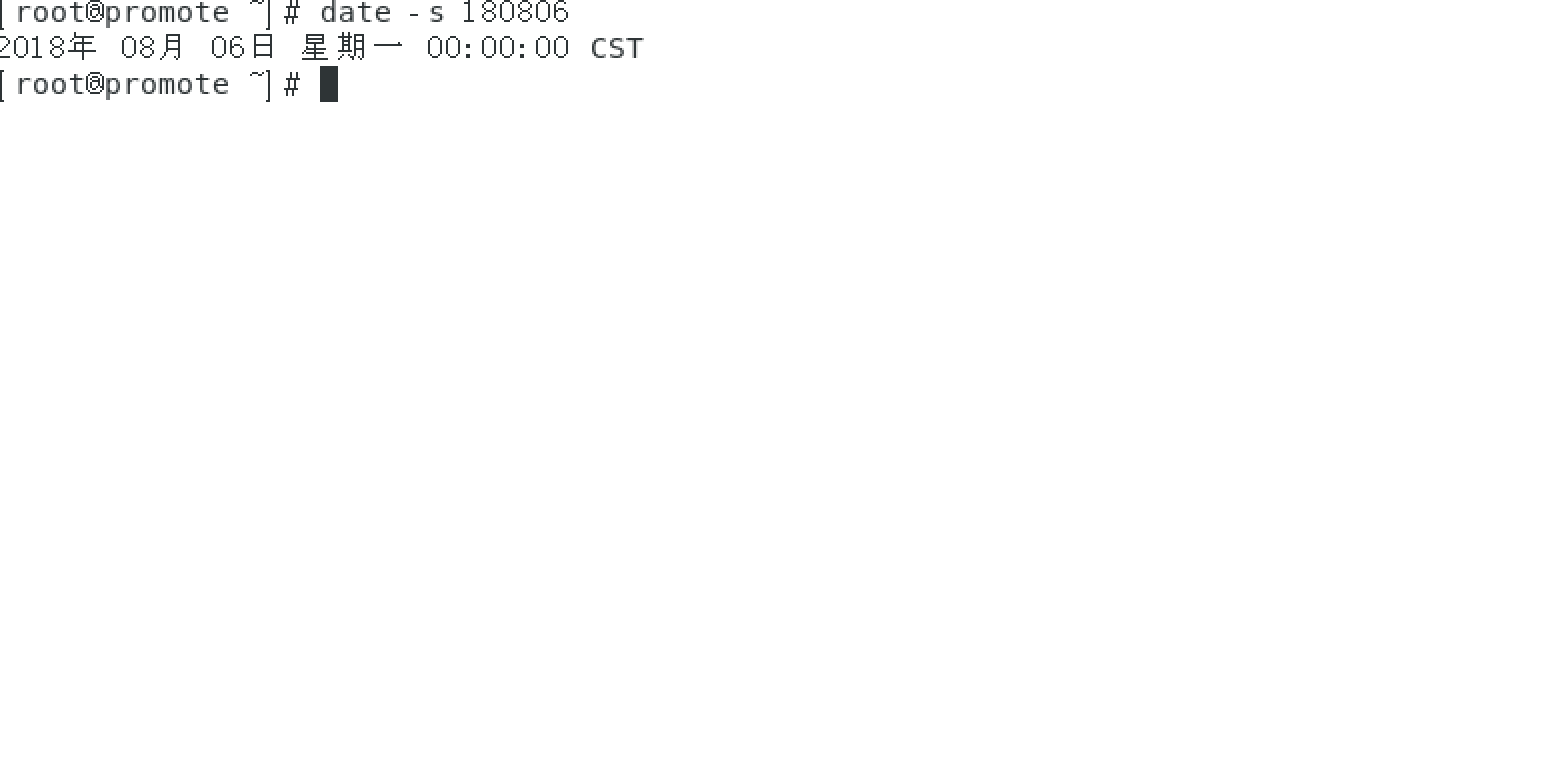 [root@promote ~]# date -s 180806
2018年 08月 06日 星期一 00:00:00 CST
[root@promote ~]#